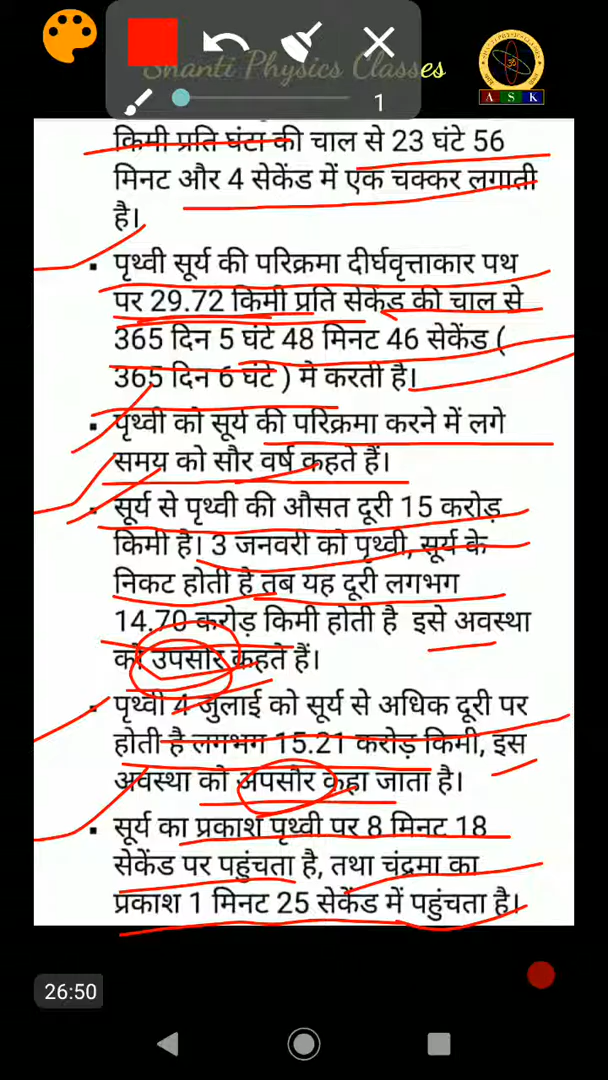 Shanti Physics Classes
A S K
1
किमी प्रति घंटा की चाल से 23 घंटे 56
मिनट और 4 सेकेंड में एक चक्कर लगाती
है।
▪ पृथ्वी सूर्य की परिक्रमा दीर्घवृत्ताकार पथ
पर 29.72 किमी प्रति सेकेंड की चाल से
365 दिन 5 घंटे 48 मिनट 46 सेकेंड (
365 दिन 6 घंटे ) मे करती है।
▪ पृथ्वी को सूर्य की परिक्रमा करने में लगे
समय को सौर वर्ष कहते हैं।
▪ सूर्य से पृथ्वी की औसत दूरी 15 करोड़
किमी है। 3 जनवरी को पृथ्वी, सूर्य के
निकट होती है तब यह दूरी लगभग
14.70 करोड़ किमी होती है इसे अवस्था
को उपसौर कहते हैं।
▪ पृथ्वी 4 जुलाई को सूर्य से अधिक दूरी पर
होती है लगभग 15.21 करोड़ किमी, इस
अवस्था को अपसौर कहा जाता है।
▪ सूर्य का प्रकाश पृथ्वी पर 8 मिनट 18
सेकेंड पर पहुंचता है, तथा चंद्रमा का
प्रकाश 1 मिनट 25 सेकेंड में पहुंचता है।
26:50